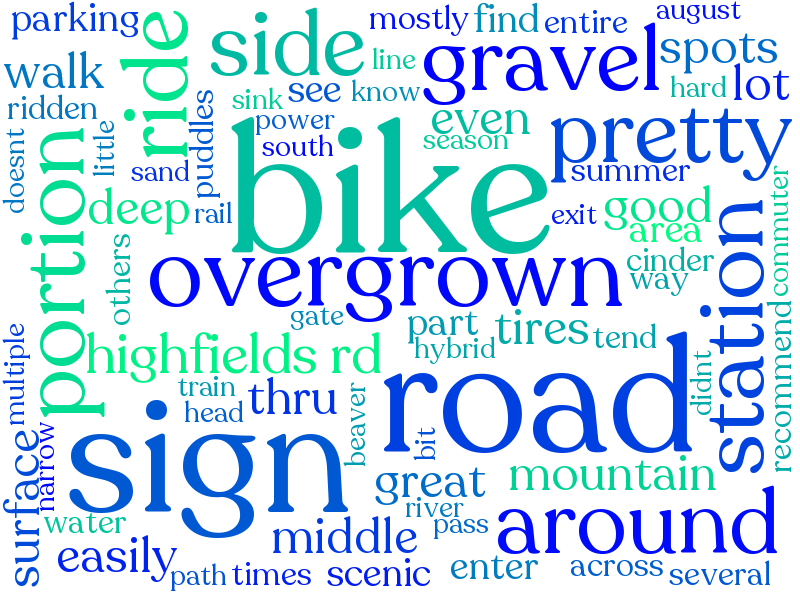 parking
mostly
find
entire
august
side
line
gravel
spots
walk
ride
sink
see
know
hard
lot
ridden
power
even
season
pretty
doesnt
little
puddles
south
bike
summer
sand
deep
rail
exit
good
area
portion
others
overgrown
cinder
way
station
commuter
gate
part
tires
tend
hybrid
highfields rd
multiple
train
head
thru
beaver
road
didnt
recommend
sign
bit
surface
narrow
great
mountain
river
pass
around
water
middle
easily
path
times
scenic
enter
across
several